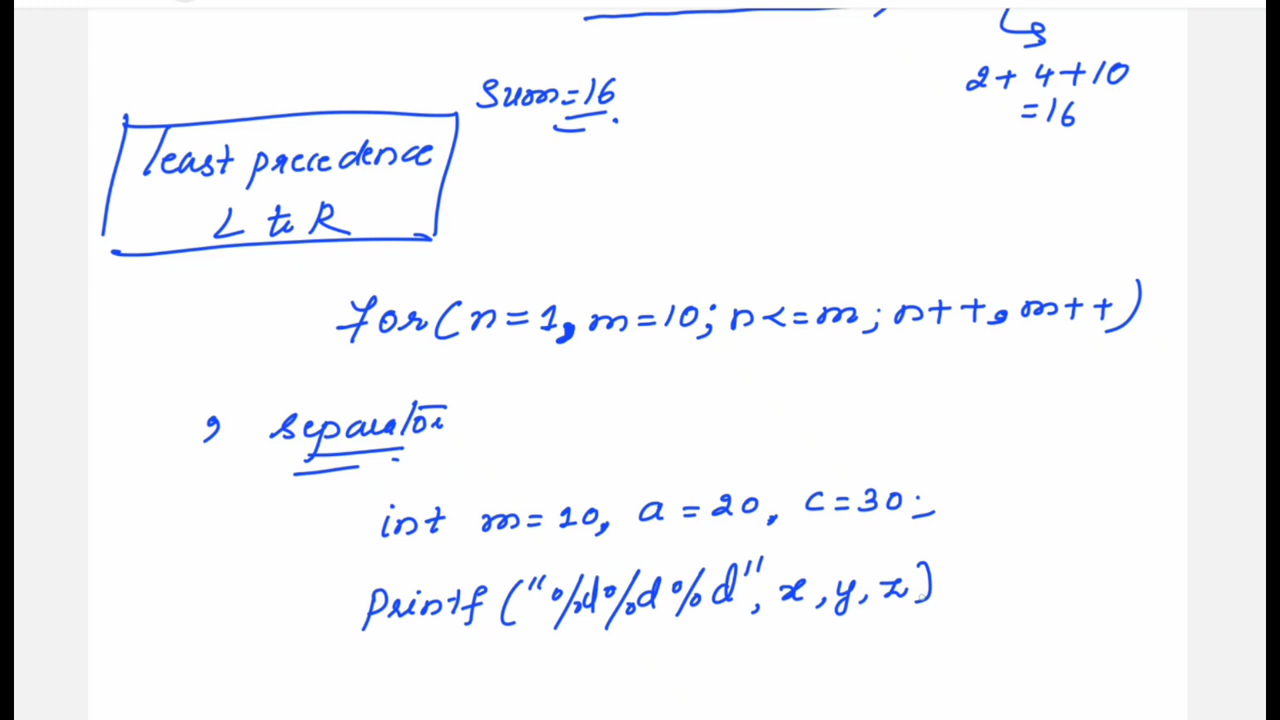 2 + 4 + 10
= 16
Sum = 16.
least precedence
L to R
for(n=1, m=10; n<=m; n++, m++)
, separator
int m = 10, a = 20, c = 30;
printf ("%d%d%d", x, y, z)